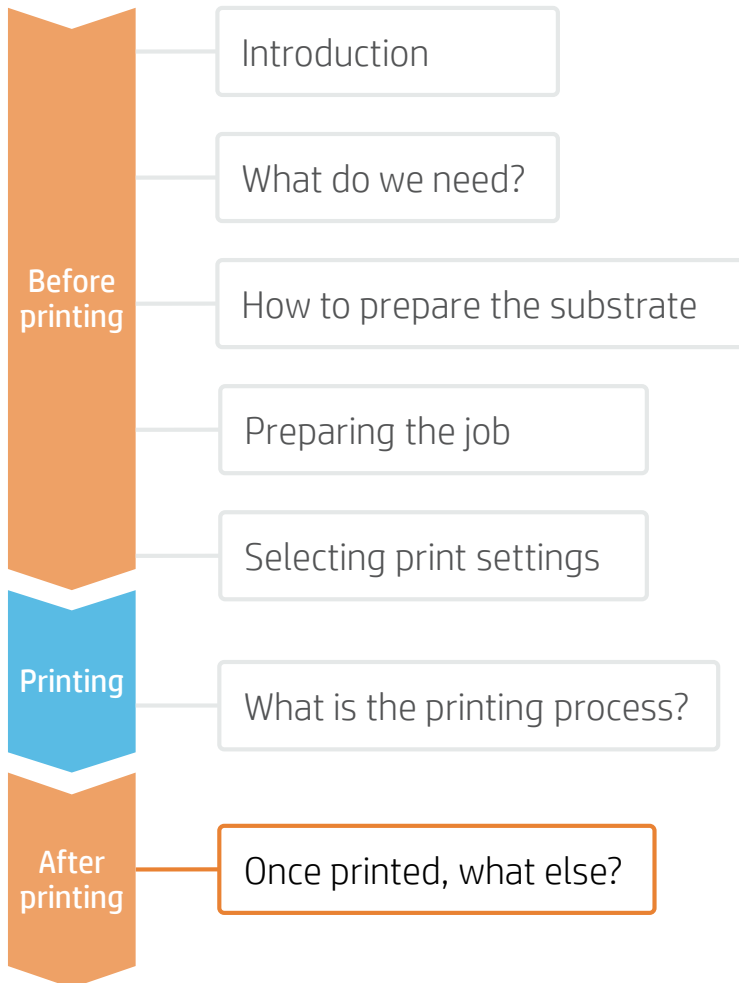 Introduction
What do we need?
Before
printing
How to prepare the substrate
Preparing the job
Selecting print settings
Printing
What is the printing process?
After
printing
Once printed, what else?